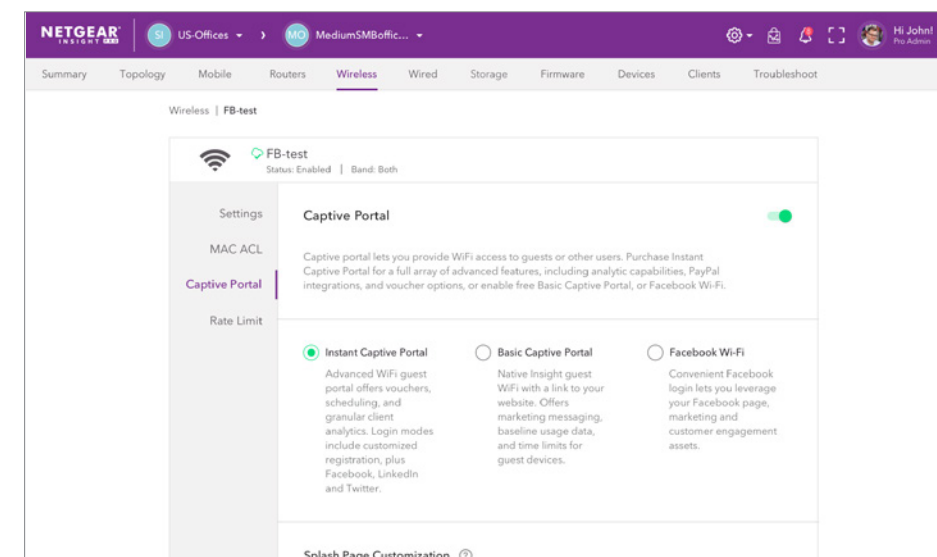 NETGEAR
INSIGHT PRO
SI US-Offices > MO MediumSMBoffic...
Hi John!
Pro Admin
Summary Topology Mobile Routers Wireless Wired Storage Firmware Devices Clients Troubleshoot
Wireless | FB-test
FB-test
Status: Enabled | Band: Both
Settings
MAC ACL
Captive Portal
Rate Limit
Captive Portal
Captive portal lets you provide WiFi access to guests or other users. Purchase Instant
Captive Portal for a full array of advanced features, including analytic capabilities, PayPal
integrations, and voucher options, or enable free Basic Captive Portal, or Facebook Wi-Fi.
Instant Captive Portal
Advanced WiFi guest
portal offers vouchers,
scheduling, and
granular client
analytics. Login modes
include customized
registration, plus
Facebook, LinkedIn
and Twitter.
Basic Captive Portal
Native Insight guest
WiFi with a link to your
website. Offers
marketing messaging,
baseline usage data,
and time limits for
guest devices.
Facebook Wi-Fi
Convenient Facebook
login lets you leverage
your Facebook page,
marketing and
customer engagement
assets.
Splash Page Customization ?